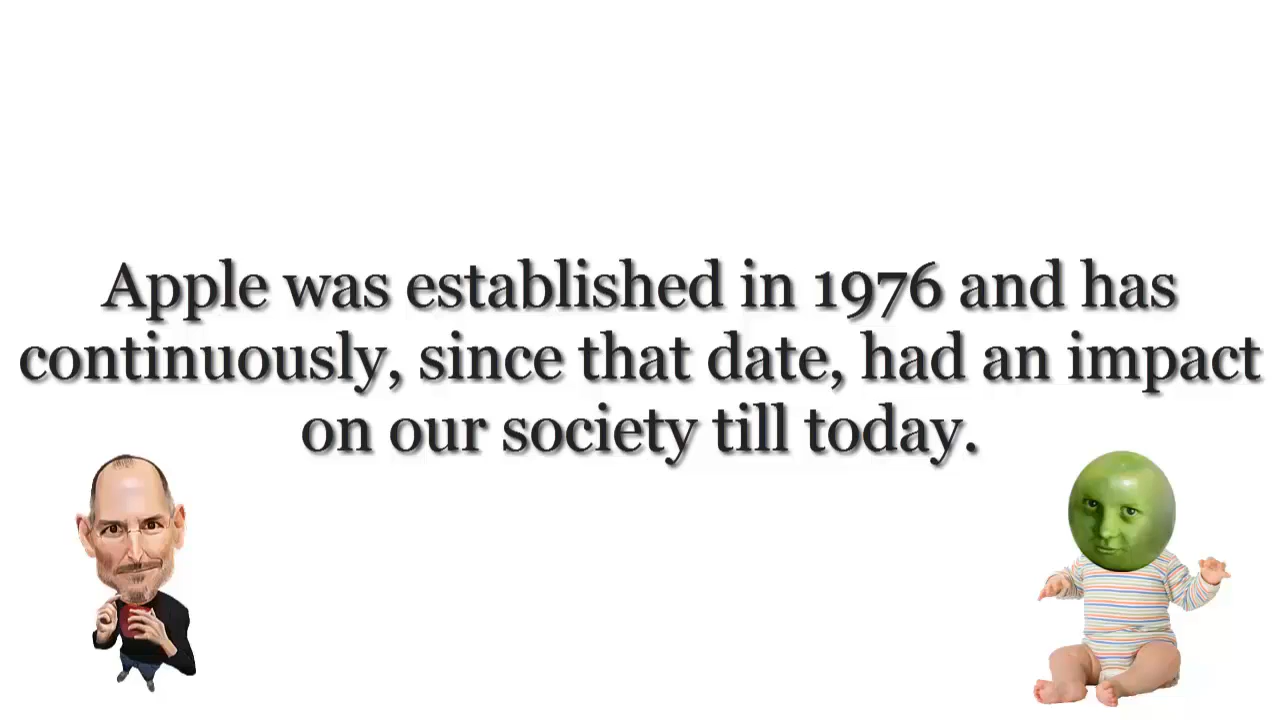 Apple was established in 1976 and has
continuously, since that date, had an impact
on our society till today.